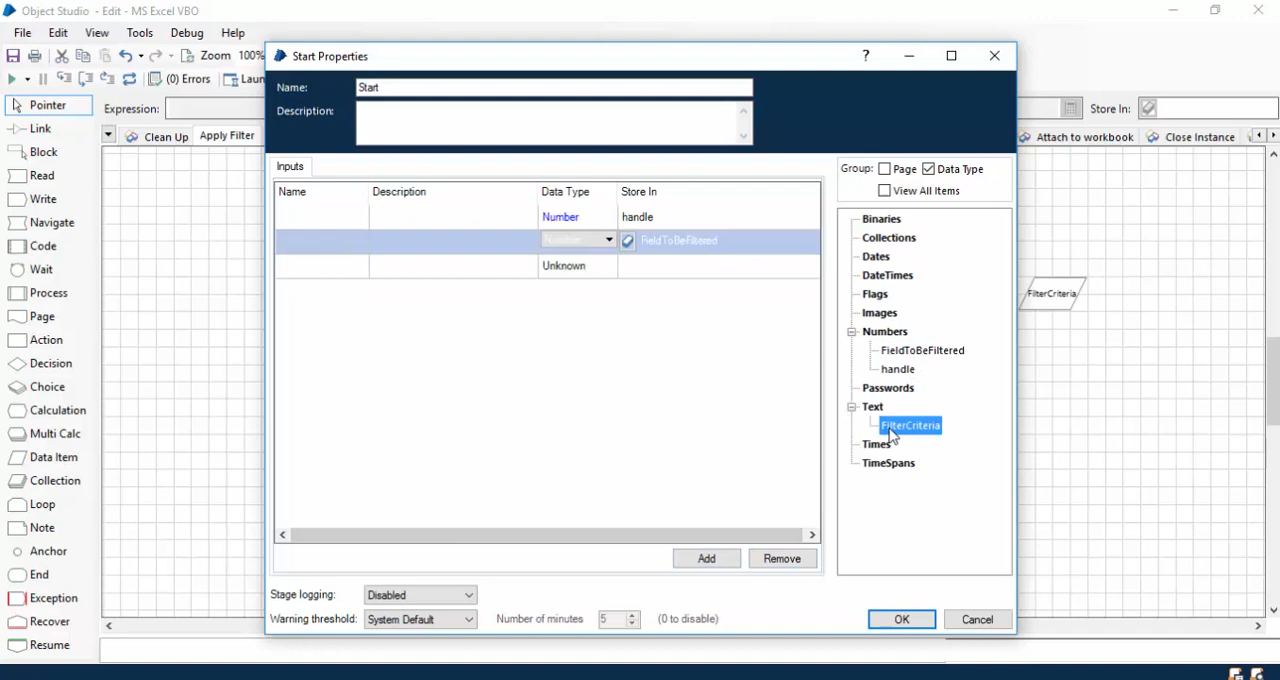 Object Studio - Edit - MS Excel VBO
File Edit View Tools Debug Help
Zoom 100%
(0) Errors Laun
Start Properties ?
Name: Start
Description:
Pointer
Link
Block
Read
Write
Navigate
Code
Wait
Process
Page
Action
Decision
Choice
Calculation
Multi Calc
Data Item
Collection
Loop
Note
Anchor
End
Exception
Recover
Resume
Expression: Store In:
Clean Up Apply Filter Attach to workbook Close Instance
Inputs
Name Description Data Type Store In
Number handle
Number FieldToBeFiltered
Unknown
Add Remove
Group: Page Data Type
View All Items
Binaries
Collections
Dates
DateTimes
Flags
Images
Numbers
FieldToBeFiltered
handle
Passwords
Text
FilterCriteria
Times
TimeSpans
FilterCriteria
Stage logging: Disabled
Warning threshold: System Default Number of minutes 5 (0 to disable)
OK Cancel